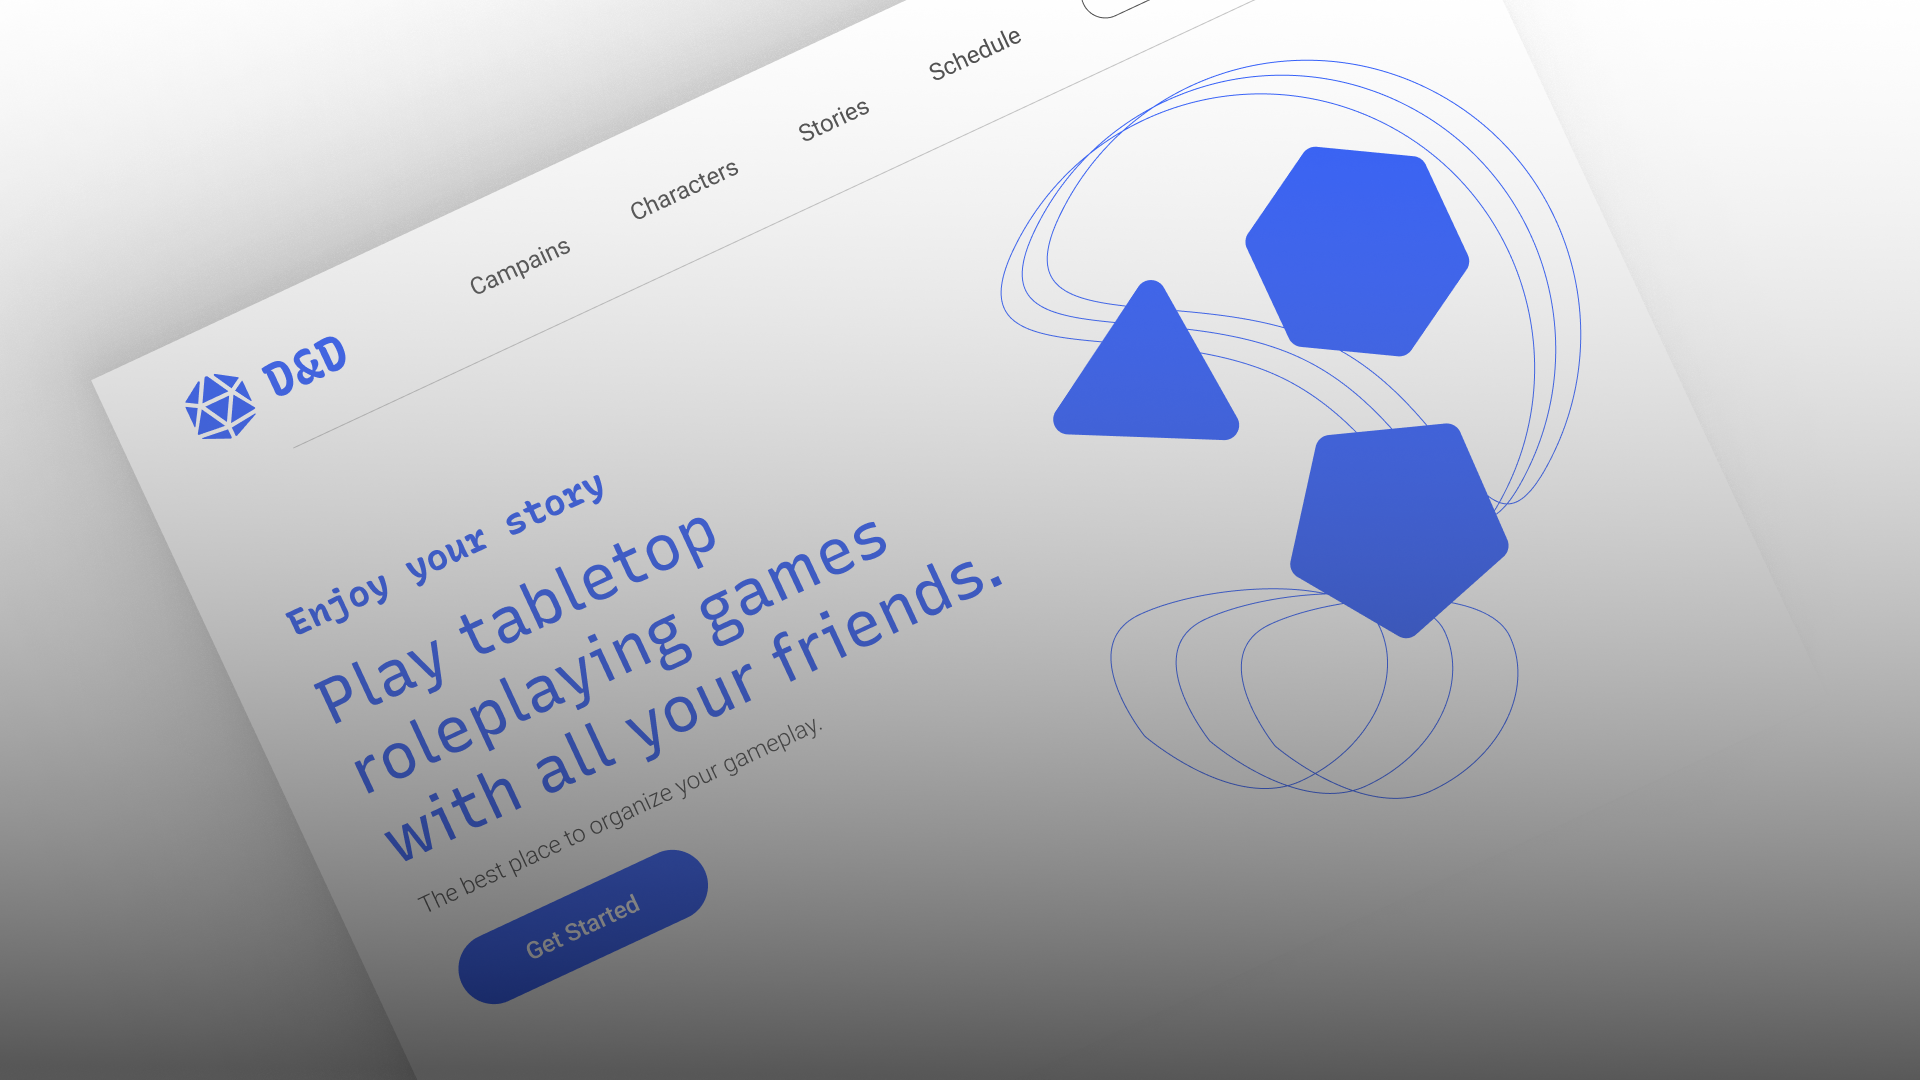 D&D
Campains
Characters
Stories
Schedule
Enjoy your story
Play tabletop
roleplaying games
with all your friends.
The best place to organize your gameplay.
Get Started